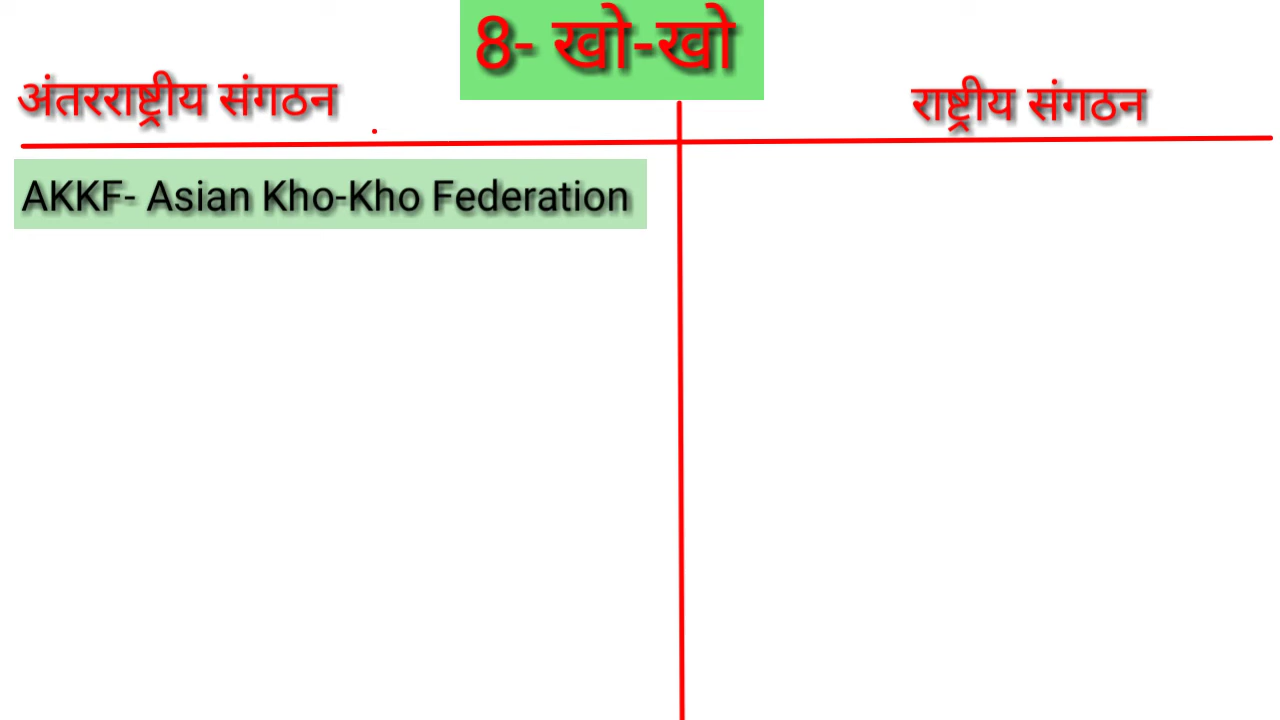 8- खो-खो
अंतरराष्ट्रीय संगठन
राष्ट्रीय संगठन
AKKF- Asian Kho-Kho Federation